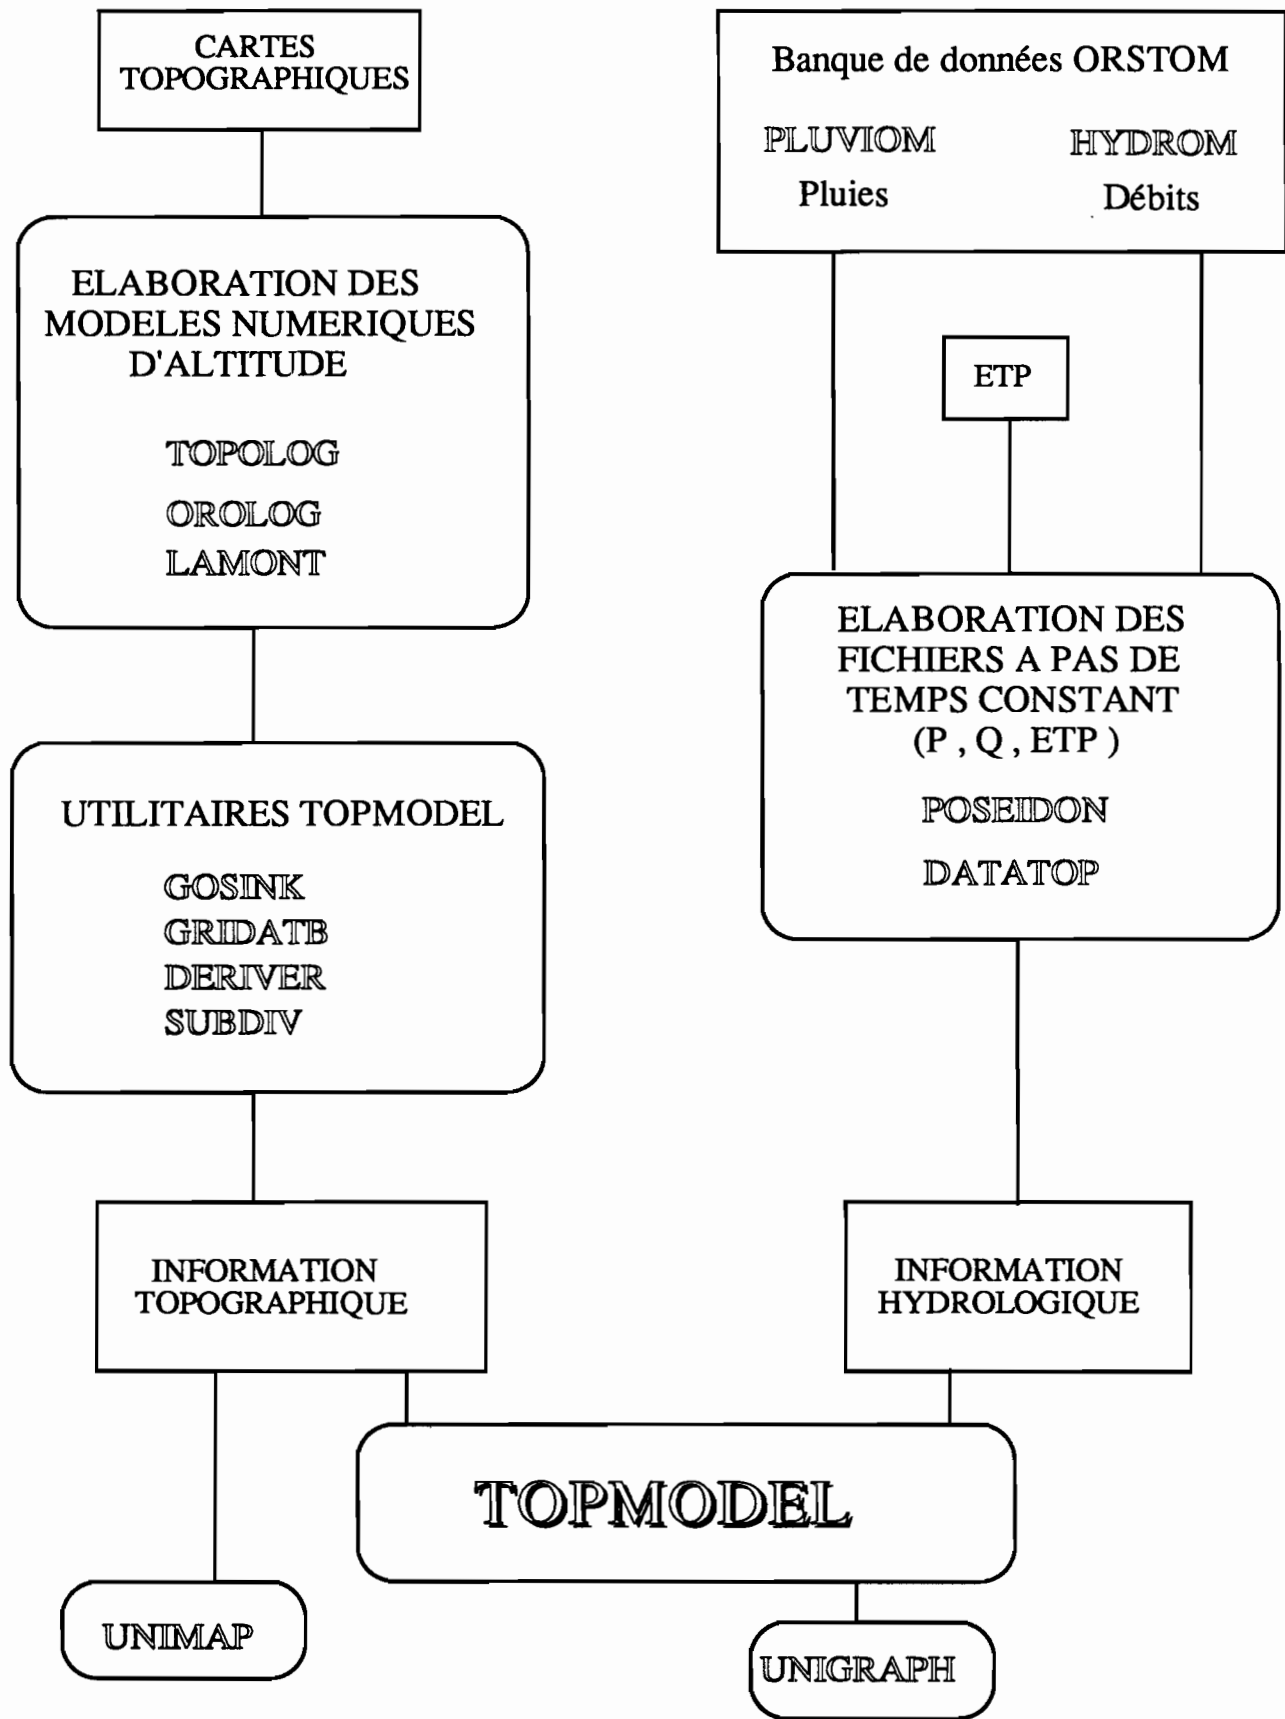 CARTES
TOPOGRAPHIQUES
ELABORATION DES
MODELES NUMERIQUES
D'ALTITUDE
TOPOLOG
OROLOG
LAMONT
UTILITAIRES TOPMODEL
GOSINK
GRIDATB
DERIVER
SUBDIV
INFORMATION
TOPOGRAPHIQUE
Banque de données ORSTOM
PLUVIOM HYDROM
Pluies Débits
ETP
ELABORATION DES
FICHIERS A PAS DE
TEMPS CONSTANT
(P , Q , ETP )
POSEIDON
DATATOP
INFORMATION
HYDROLOGIQUE
TOPMODEL
UNIMAP
UNIGRAPH